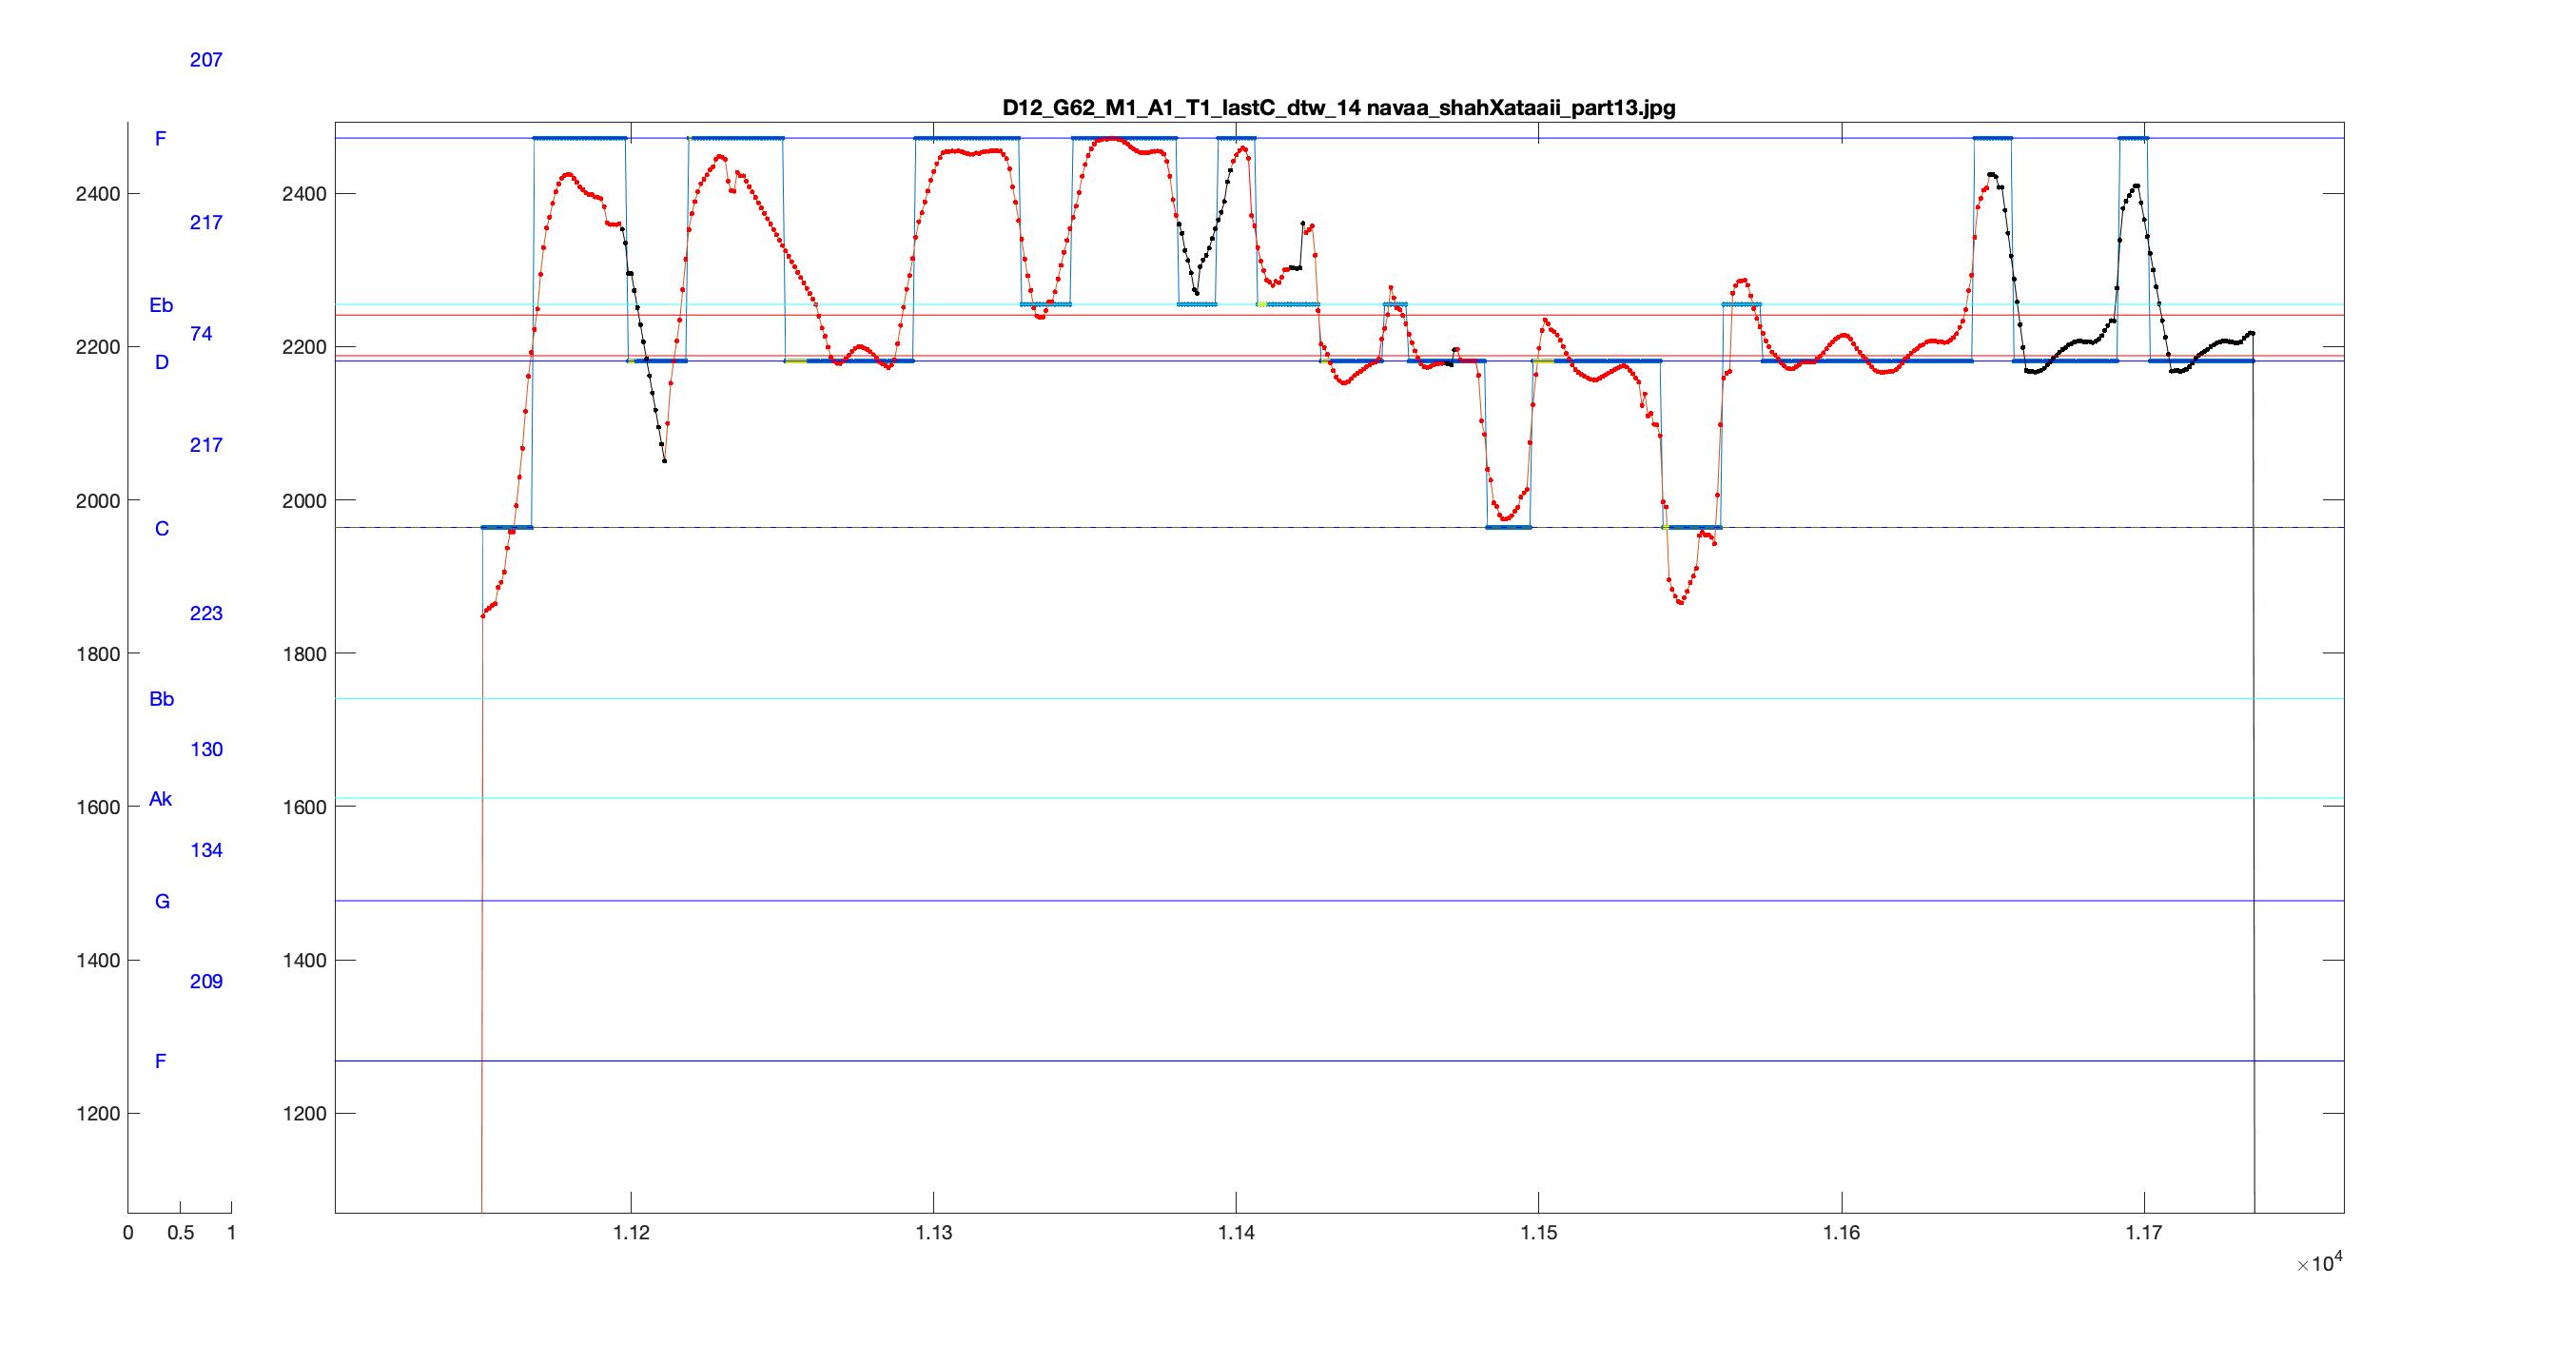 207
D12_G62_M1_A1_T1_lastC_dtw_14 navaa_shahXataaii_part13.jpg
F
2400 2400
217
Eb
74
2200 2200
D
217
2000 2000
C
223
1800 1800
Bb
130
Ak
1600 1600
134
G
1400 1400
209
F
1200 1200
0 0.5 1 1.12 1.13 1.14 1.15 1.16 1.17
×10^4